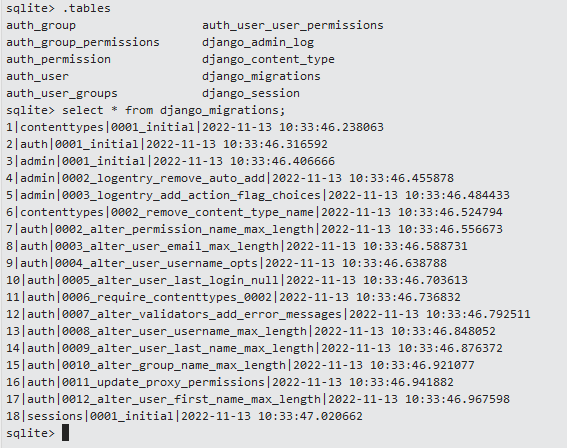 sqlite> .tables
auth_group                  auth_user_user_permissions
auth_group_permissions      django_admin_log
auth_permission             django_content_type
auth_user                   django_migrations
auth_user_groups            django_session
sqlite> select * from django_migrations;
1|contenttypes|0001_initial|2022-11-13 10:33:46.238063
2|auth|0001_initial|2022-11-13 10:33:46.316592
3|admin|0001_initial|2022-11-13 10:33:46.406666
4|admin|0002_logentry_remove_auto_add|2022-11-13 10:33:46.455878
5|admin|0003_logentry_add_action_flag_choices|2022-11-13 10:33:46.484433
6|contenttypes|0002_remove_content_type_name|2022-11-13 10:33:46.524794
7|auth|0002_alter_permission_name_max_length|2022-11-13 10:33:46.556673
8|auth|0003_alter_user_email_max_length|2022-11-13 10:33:46.588731
9|auth|0004_alter_user_username_opts|2022-11-13 10:33:46.638788
10|auth|0005_alter_user_last_login_null|2022-11-13 10:33:46.703613
11|auth|0006_require_contenttypes_0002|2022-11-13 10:33:46.736832
12|auth|0007_alter_validators_add_error_messages|2022-11-13 10:33:46.792511
13|auth|0008_alter_user_username_max_length|2022-11-13 10:33:46.848052
14|auth|0009_alter_user_last_name_max_length|2022-11-13 10:33:46.876372
15|auth|0010_alter_group_name_max_length|2022-11-13 10:33:46.921077
16|auth|0011_update_proxy_permissions|2022-11-13 10:33:46.941882
17|auth|0012_alter_user_first_name_max_length|2022-11-13 10:33:46.967598
18|sessions|0001_initial|2022-11-13 10:33:47.020662
sqlite>